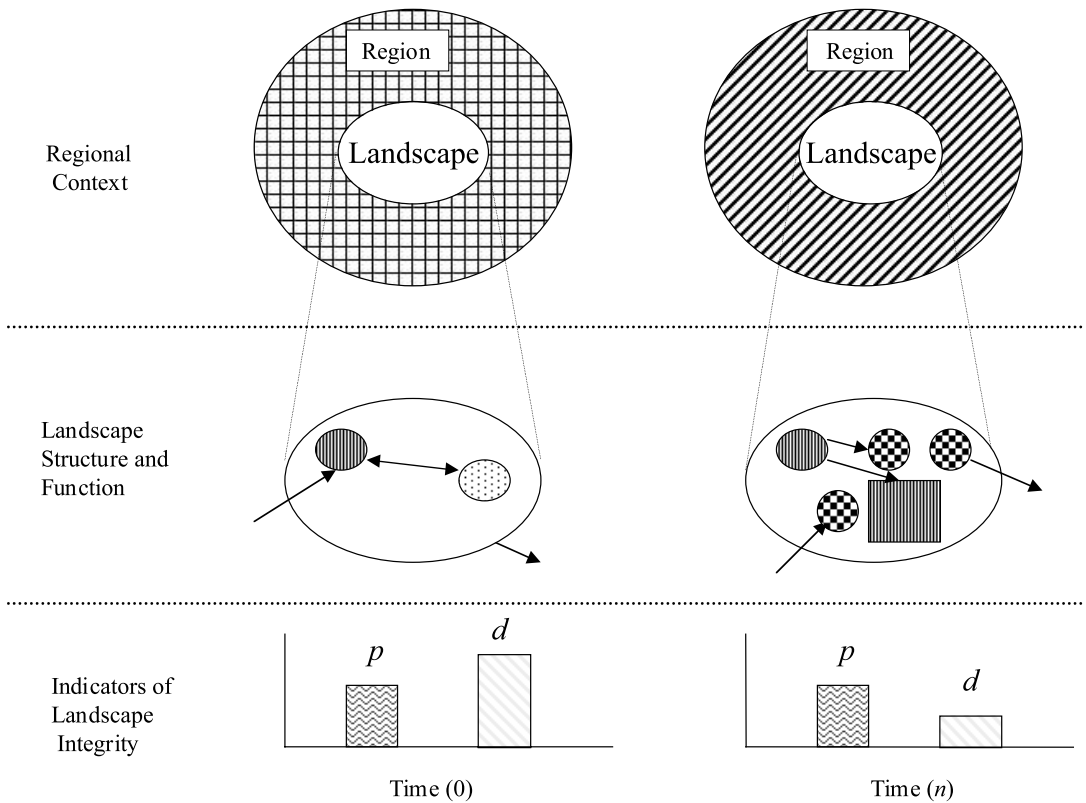 Region
Region
Landscape
Landscape
Regional
Context
Landscape
Structure and
Function
d
p
p
d
Indicators of
Landscape
Integrity
Time (0)
Time (n)